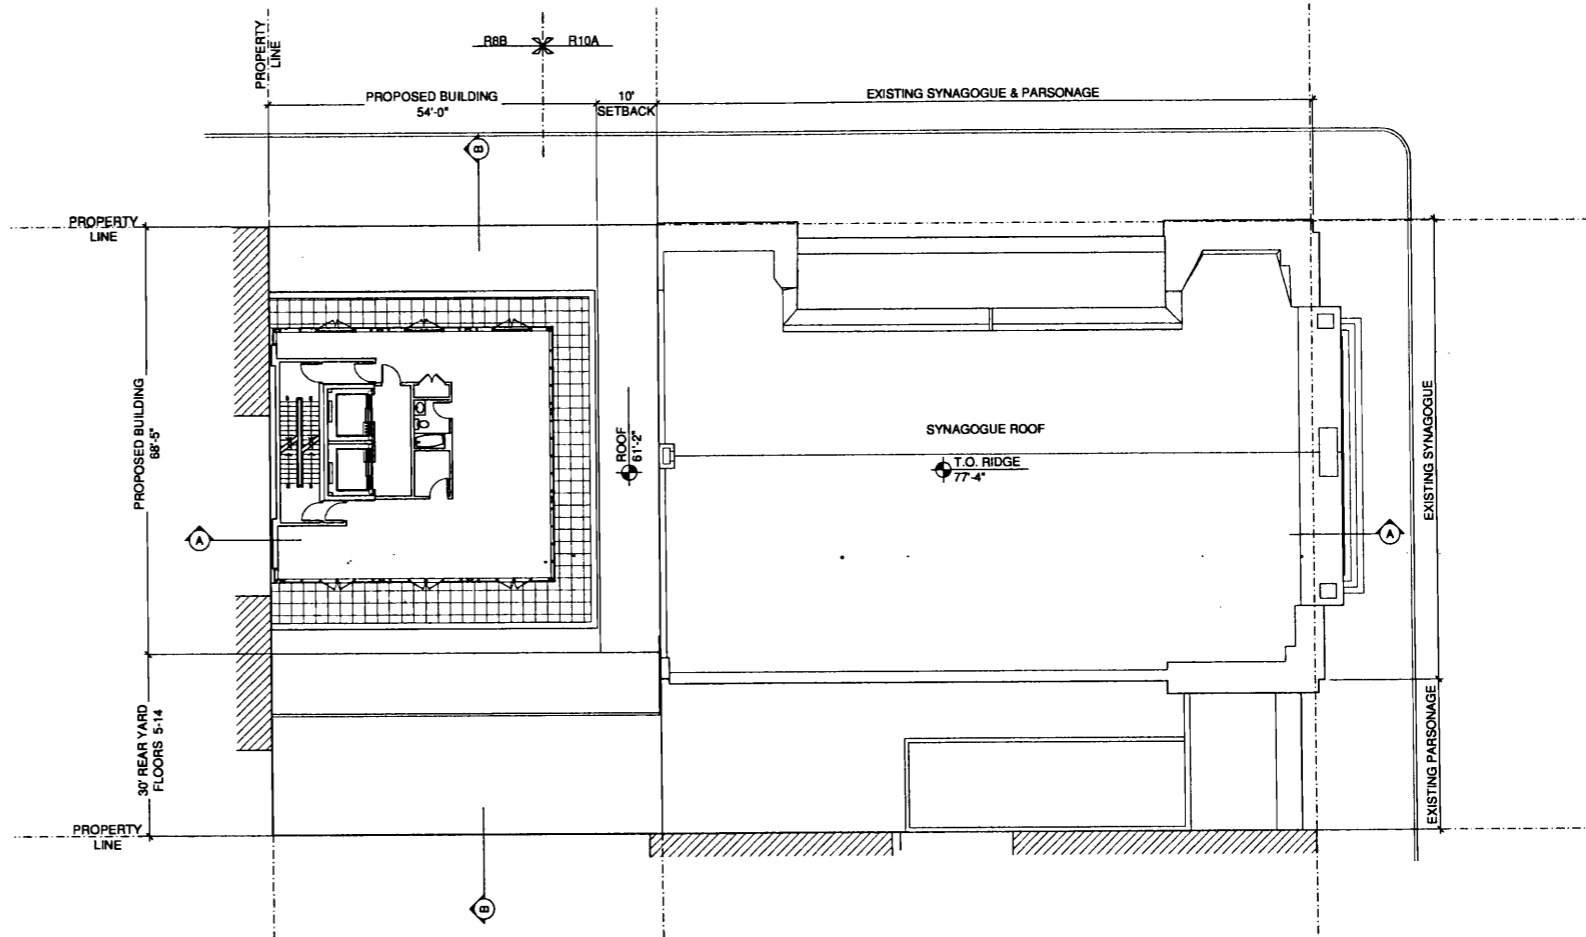 PROPERTY
LINE
R8B
R10A
PROPOSED BUILDING
54'-0"
10'
SETBACK
EXISTING SYNAGOGUE & PARSONAGE
B
PROPERTY
LINE
PROPOSED BUILDING
68'-5"
ROOF
61'-2"
SYNAGOGUE ROOF
T.O. RIDGE
77'-4"
EXISTING SYNAGOGUE
A
A
30' REAR YARD
FLOORS 5-14
EXISTING PARSONAGE
PROPERTY
LINE
B